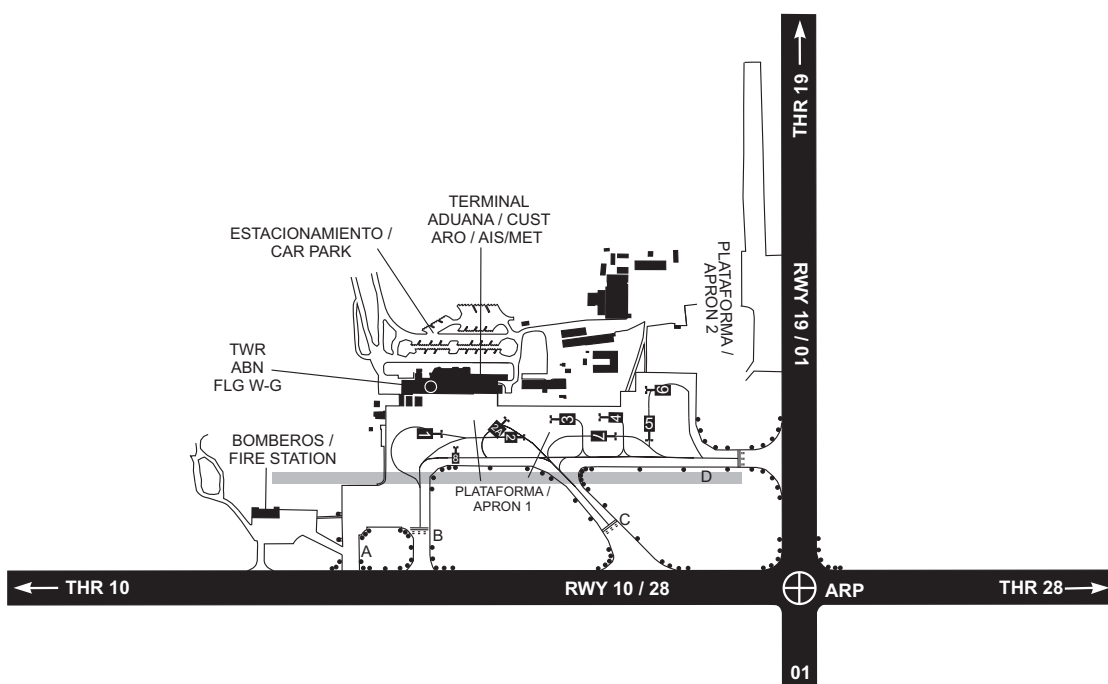 THR 19
TERMINAL
ADUANA / CUST
ARO / AIS/MET
ESTACIONAMIENTO /
CAR PARK
PLATAFORMA /
APRON 2
RWY 19 / 01
TWR
ABN
FLG W-G
6
1
2A
2
3
4
7
5
8
BOMBEROS /
FIRE STATION
D
PLATAFORMA /
APRON 1
C
B
A
THR 10
RWY 10 / 28
ARP
THR 28
01